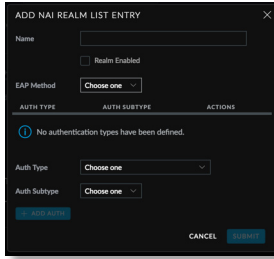 ADD NAI REALM LIST ENTRY
Name
Realm Enabled
EAP Method Choose one
AUTH TYPE AUTH SUBTYPE ACTIONS
No authentication types have been defined.
Auth Type Choose one
Auth Subtype Choose one
+ ADD AUTH
CANCEL SUBMIT